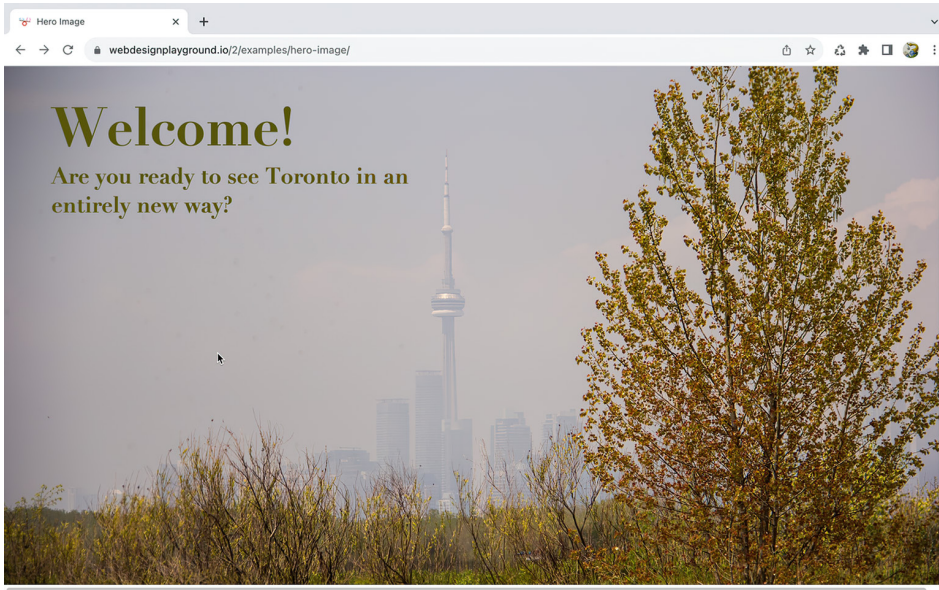 Hero Image
webdesignplayground.io/2/examples/hero-image/
Welcome!
Are you ready to see Toronto in an
entirely new way?